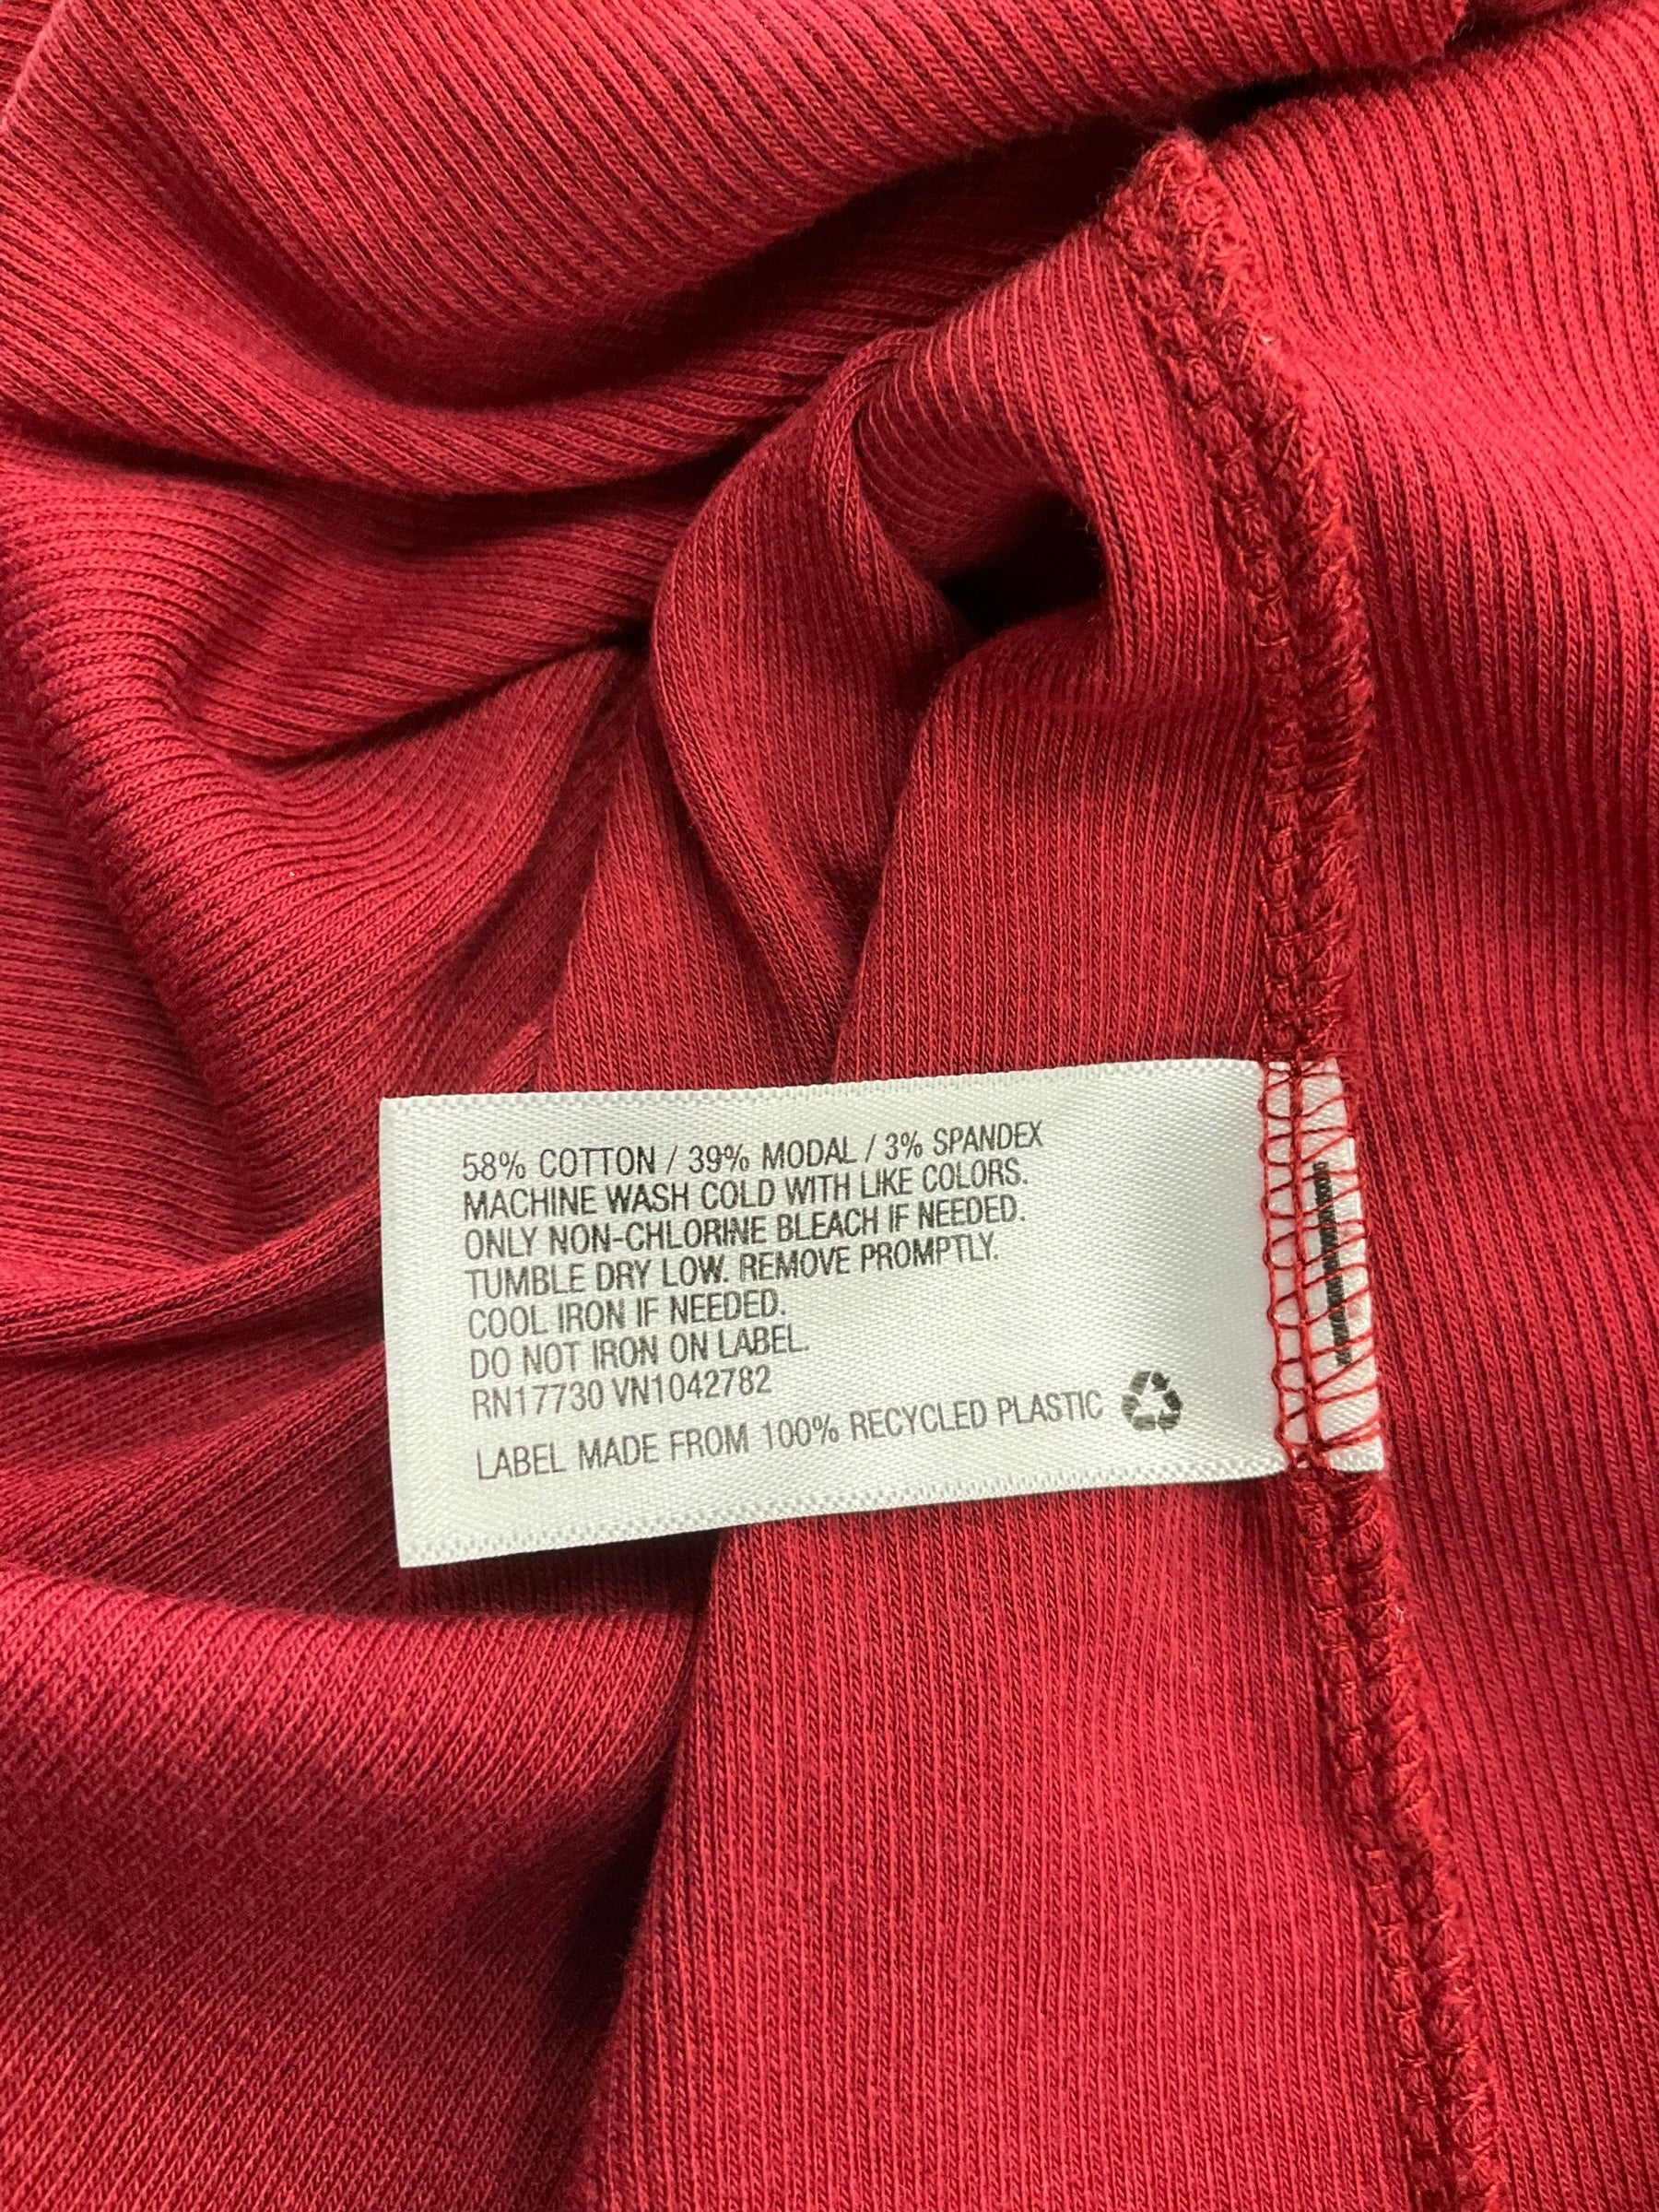 58% COTTON / 39% MODAL / 3% SPANDEX
MACHINE WASH COLD WITH LIKE COLORS.
ONLY NON-CHLORINE BLEACH IF NEEDED.
TUMBLE DRY LOW. REMOVE PROMPTLY.
COOL IRON IF NEEDED.
DO NOT IRON ON LABEL.
RN17730 VN1042782
LABEL MADE FROM 100% RECYCLED PLASTIC